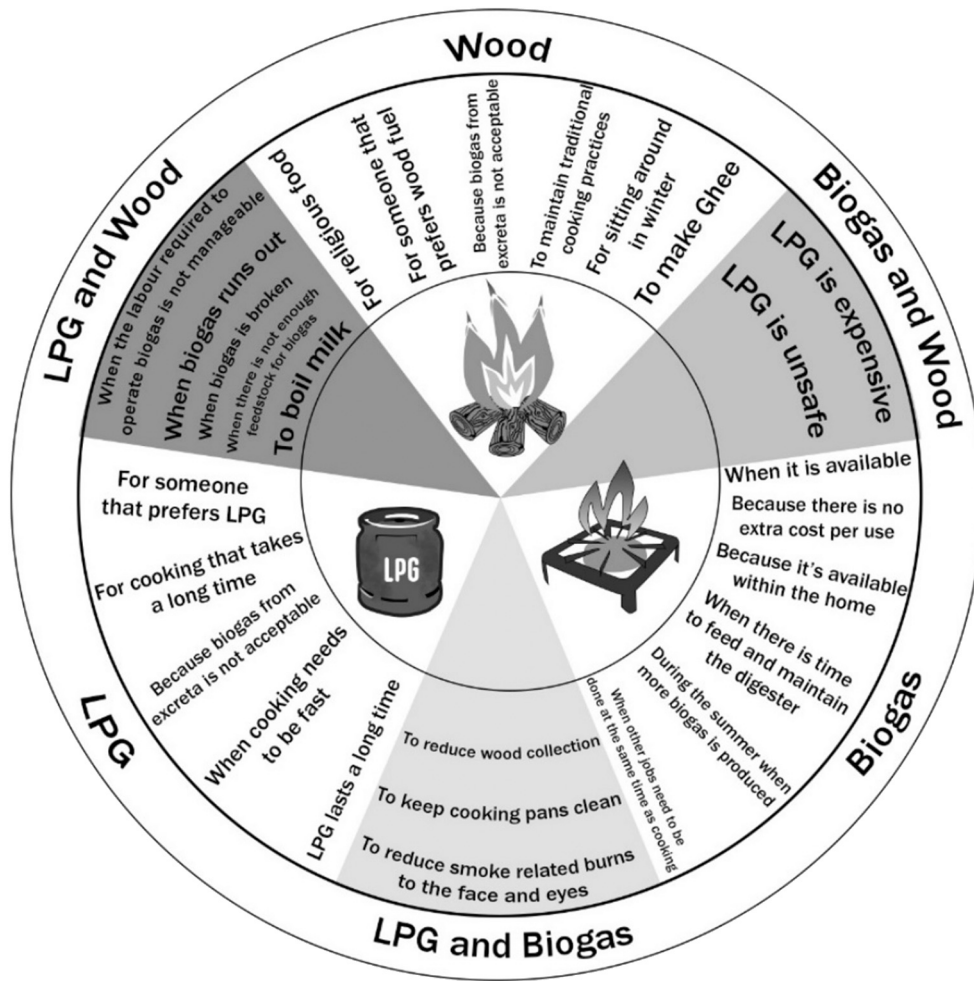 Wood
For religious food
For someone that
prefers wood fuel
Because biogas from
excreta is not acceptable
To maintain traditional
cooking practices
For sitting around
in winter
To make Ghee
Biogas and Wood
LPG is expensive
LPG is unsafe
Biogas
When it is available
Because there is no
extra cost per use
Because it's available
within the home
When there is time
to feed and maintain
the digester
During the summer when
more biogas is produced
When other jobs need to be
done at the same time as cooking
LPG and Biogas
To reduce wood collection
To keep cooking pans clean
To reduce smoke related burns
to the face and eyes
LPG
For someone
that prefers LPG
For cooking that takes
a long time
Because biogas from
excreta is not acceptable
When cooking needs
to be fast
LPG lasts a long time
LPG and Wood
When the labour required to
operate biogas is not manageable
When biogas runs out
When biogas is broken
When there is not enough
feedstock for biogas
To boil milk
LPG